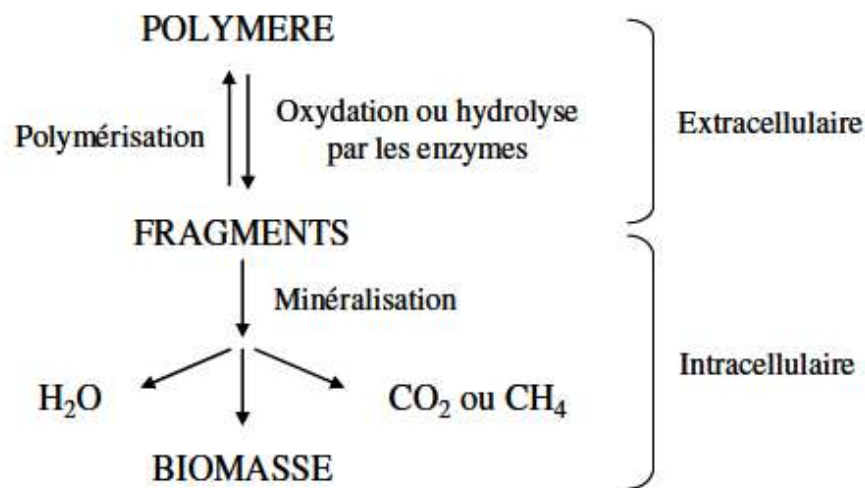 POLYMERE
Polymérisation
Oxydation ou hydrolyse
par les enzymes
Extracellulaire
FRAGMENTS
Minéralisation
Intracellulaire
H₂O
CO₂ ou CH₄
BIOMASSE